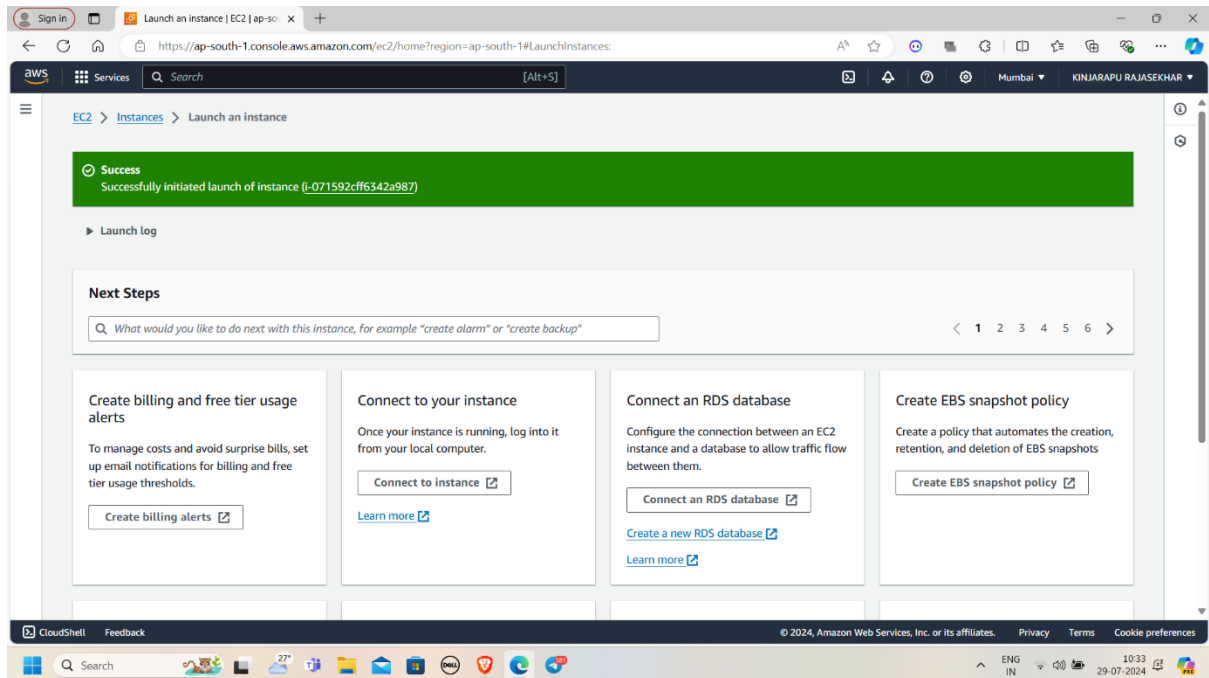 Sign in
Launch an instance | EC2 | ap-so
https://ap-south-1.console.aws.amazon.com/ec2/home?region=ap-south-1#LaunchInstances:
aws
Services
Search
[Alt+S]
Mumbai
KINJARAPU RAJASEKHAR
EC2 > Instances > Launch an instance
Success
Successfully initiated launch of instance (i-071592cff6342a987)
Launch log
Next Steps
What would you like to do next with this instance, for example "create alarm" or "create backup"
< 1 2 3 4 5 6 >
Create billing and free tier usage
alerts
To manage costs and avoid surprise bills, set
up email notifications for billing and free
tier usage thresholds.
Create billing alerts
Connect to your instance
Once your instance is running, log into it
from your local computer.
Connect to instance
Learn more
Connect an RDS database
Configure the connection between an EC2
instance and a database to allow traffic flow
between them.
Connect an RDS database
Create a new RDS database
Learn more
Create EBS snapshot policy
Create a policy that automates the creation,
retention, and deletion of EBS snapshots
Create EBS snapshot policy
CloudShell
Feedback
© 2024, Amazon Web Services, Inc. or its affiliates.
Privacy
Terms
Cookie preferences
Search
27°
DELL
ENG
IN
10:33
29-07-2024
PRE